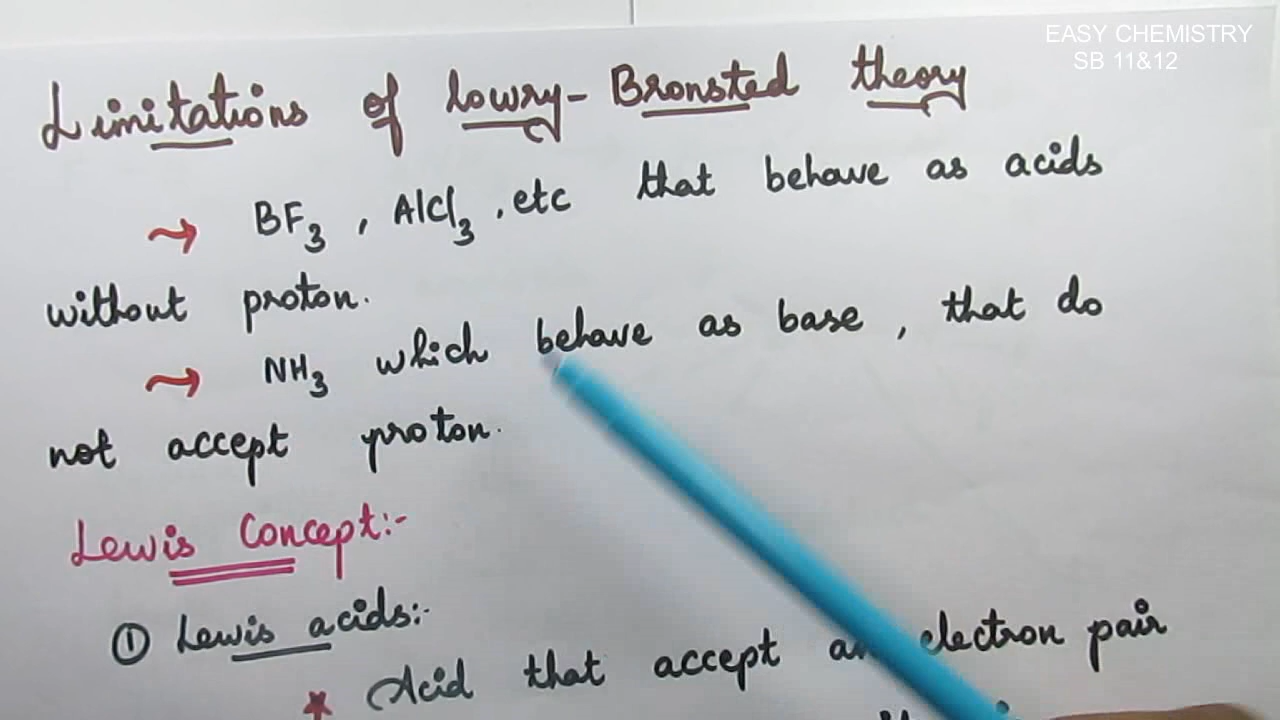 EASY CHEMISTRY
SB 11&12
Limitations of Lowry-Bronsted theory
→ BF3, AlCl3, etc that behave as acids
without proton.
→ NH3 which behave as base, that do
not accept proton.
Lewis Concept:-
① Lewis acids:-
* Acid that accept an electron pair